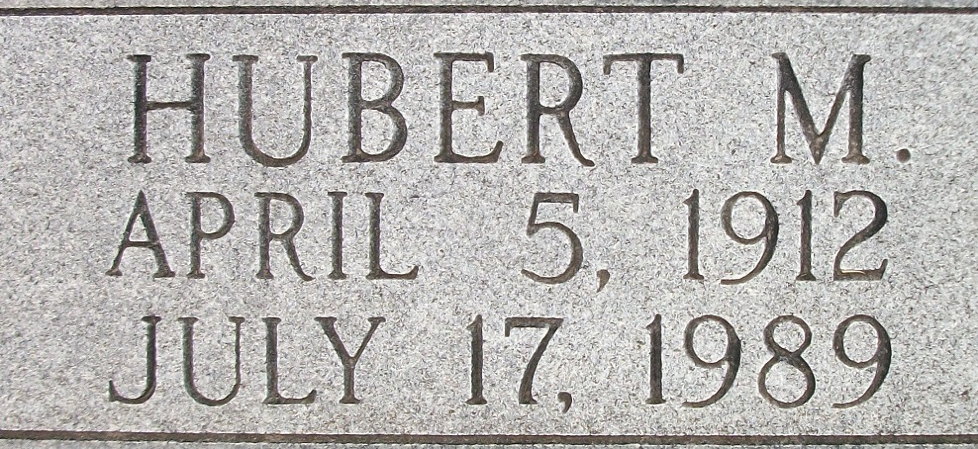 HUBERT M.
APRIL 5, 1912
JULY 17, 1989